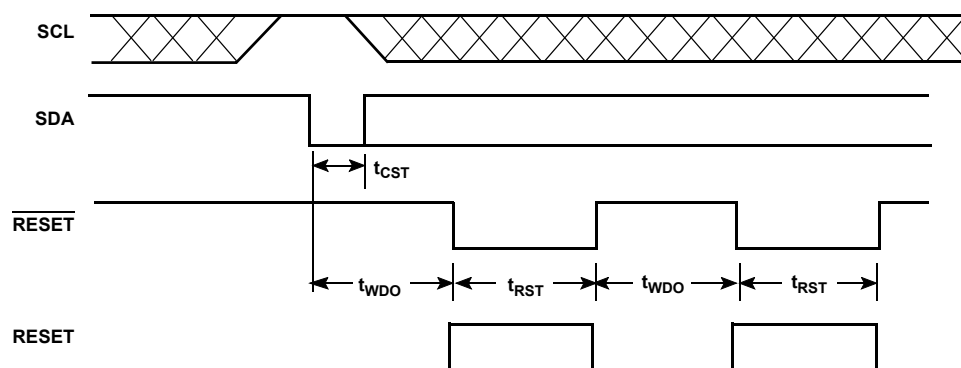 SCL
SDA
tCST
RESET
tWDO tRST tWDO tRST
RESET